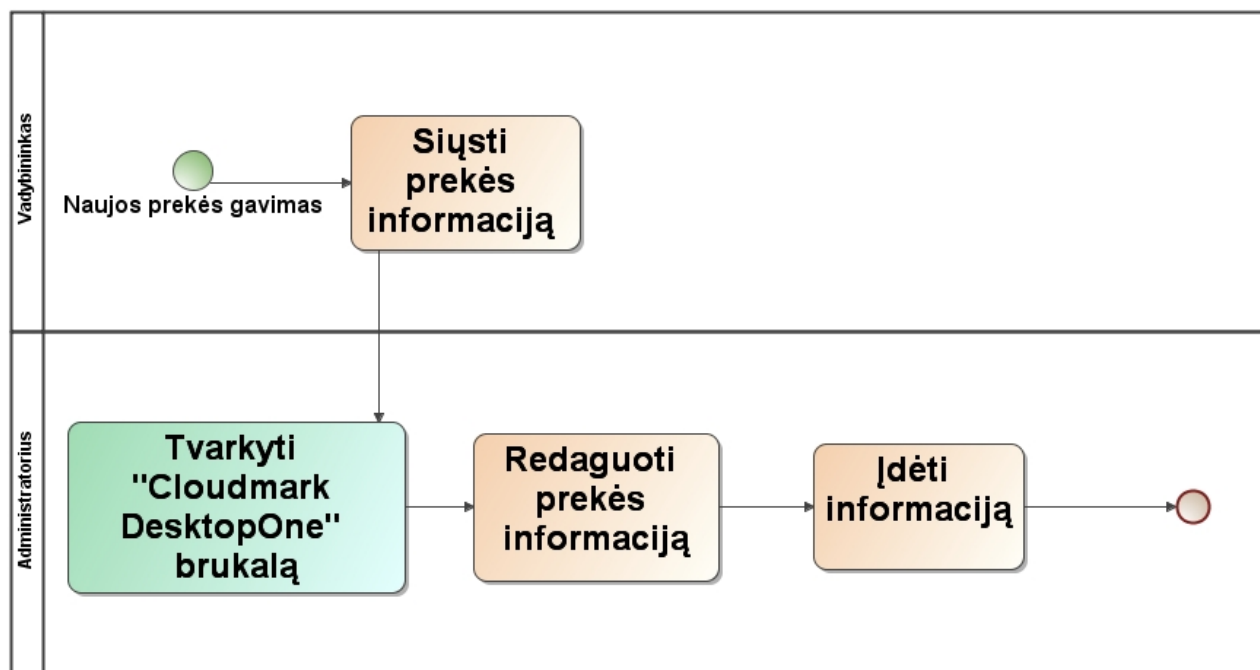 Vadybininkas
Naujos prekės gavimas
Siųsti
prekės
informaciją
Administratorius
Tvarkyti
"Cloudmark
DesktopOne"
brukalą
Redaguoti
prekės
informaciją
Įdėti
informaciją